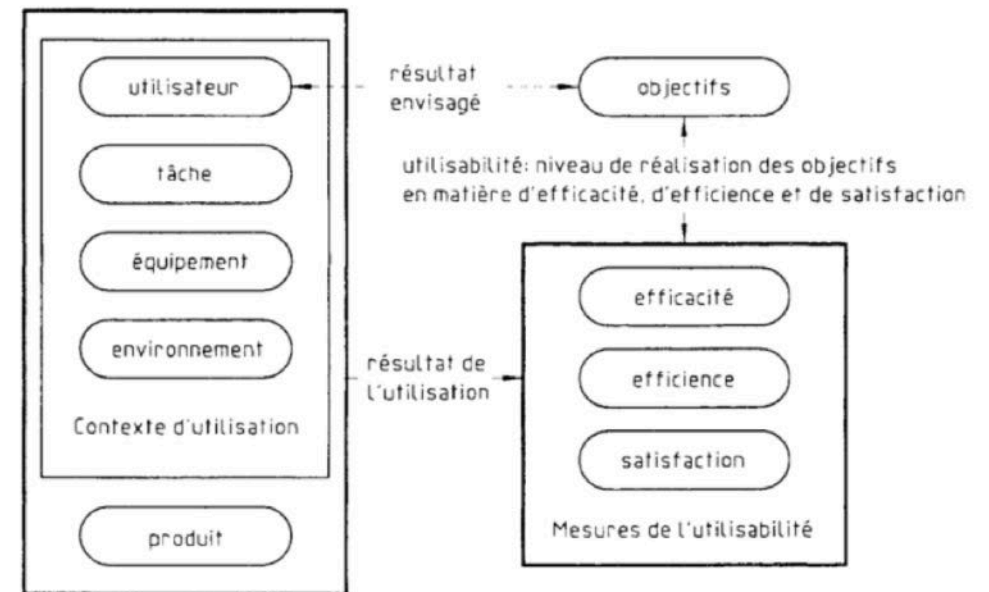 utilisateur
tâche
équipement
environnement
Contexte d'utilisation
produit
résultat
envisagé
objectifs
utilisabilité: niveau de réalisation des objectifs
en matière d'efficacité, d'efficience et de satisfaction
résultat de
l'utilisation
efficacité
efficience
satisfaction
Mesures de l'utilisabilité